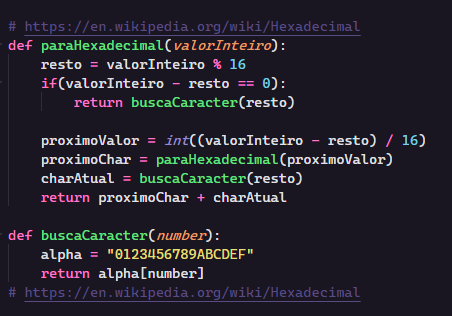 # https://en.wikipedia.org/wiki/Hexadecimal
def paraHexadecimal(valorInteiro):
    resto = valorInteiro % 16
    if(valorInteiro - resto == 0):
        return buscaCaracter(resto)

    proximoValor = int((valorInteiro - resto) / 16)
    proximoChar = paraHexadecimal(proximoValor)
    charAtual = buscaCaracter(resto)
    return proximoChar + charAtual

def buscaCaracter(number):
    alpha = "0123456789ABCDEF"
    return alpha[number]
# https://en.wikipedia.org/wiki/Hexadecimal